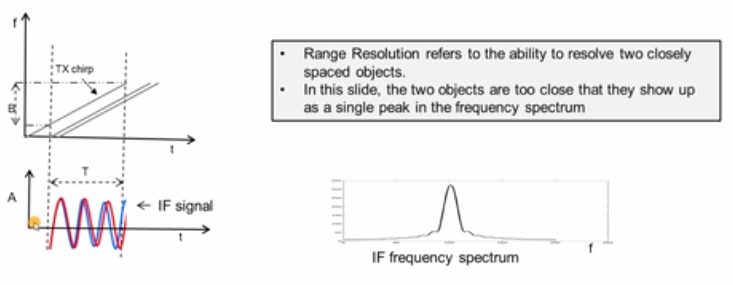 f
TX chirp
B
t
T
A
← IF signal
t
• Range Resolution refers to the ability to resolve two closely
spaced objects.
• In this slide, the two objects are too close that they show up
as a single peak in the frequency spectrum
f
IF frequency spectrum